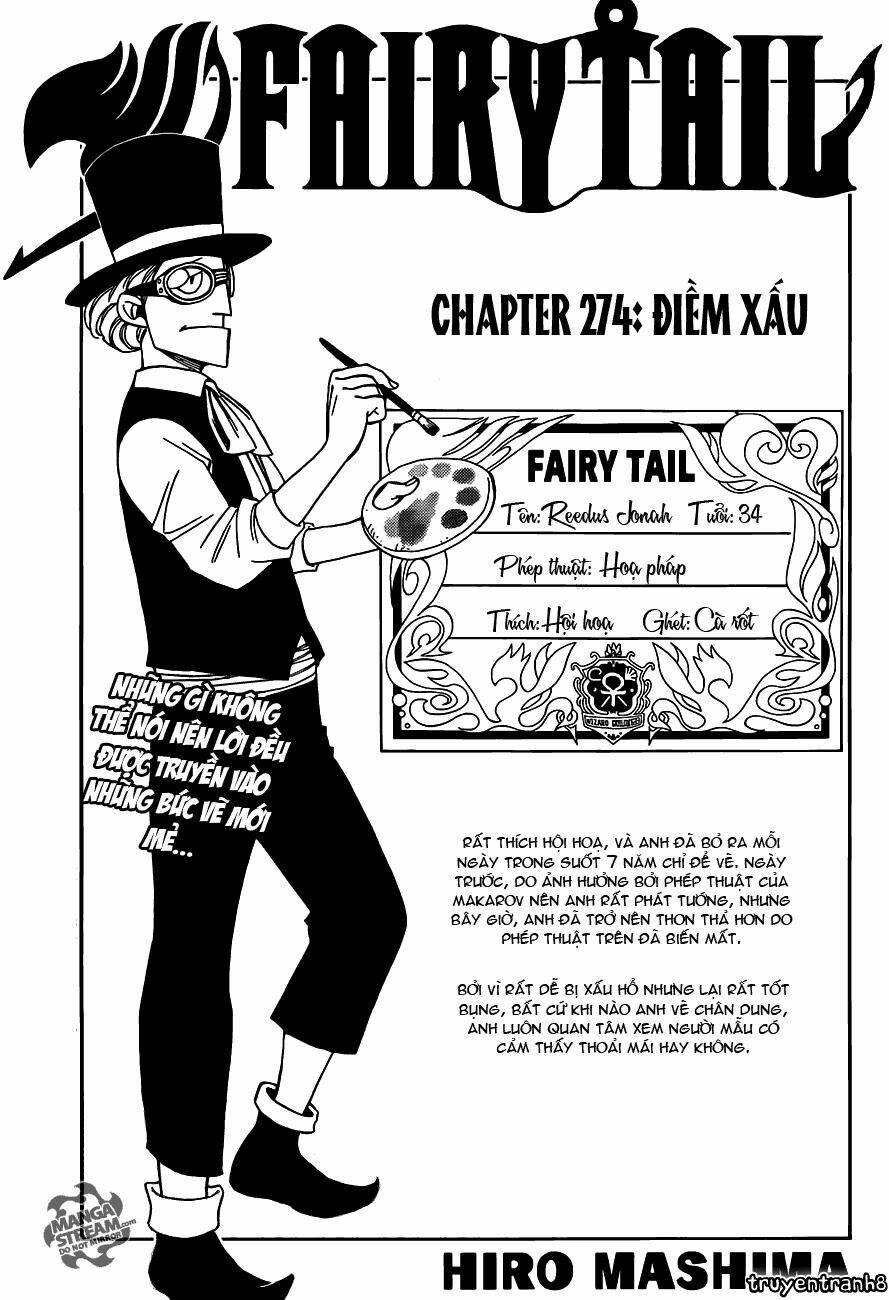 FAIRY TAIL
CHAPTER 274: ĐIỀM XẤU
FAIRY TAIL
Tên: Reedus Jonah Tuổi: 34
Phép thuật: Hoạ pháp
Thích: Hội hoạ Ghét: Cà rốt
WIZARD GUILD
NHỮNG GÌ KHÔNG
THỂ NÓI NÊN LỜI ĐỀU
ĐƯỢC TRUYỀN VÀO
NHỮNG BỨC VẼ MỚI
MẺ...
RẤT THÍCH HỘI HOẠ, VÀ ANH ĐÃ BỎ RA MỖI
NGÀY TRONG SUỐT 7 NĂM CHỈ ĐỂ VẼ. NGÀY
TRƯỚC, DO ẢNH HƯỞNG BỞI PHÉP THUẬT CỦA
MAKAROV NÊN ANH RẤT PHÁT TƯỚNG, NHƯNG
BÂY GIỜ, ANH ĐÃ TRỞ NÊN THON THẢ HƠN DO
PHÉP THUẬT TRÊN ĐÃ BIẾN MẤT.
BỞI VÌ RẤT DỄ BỊ XẤU HỔ NHƯNG LẠI RẤT TỐT
BỤNG, BẤT CỨ KHI NÀO ANH VẼ CHÂN DUNG,
ANH LUÔN QUAN TÂM XEM NGƯỜI MẪU CÓ
CẢM THẤY THOẢI MÁI HAY KHÔNG.
MANGA
STREAM.com
DO NOT MIRROR
HIRO MASHIMA
truyentranh8